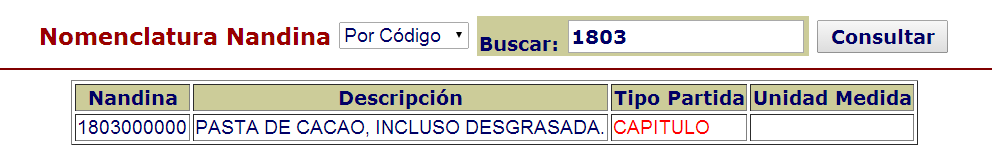 Nomenclatura Nandina Por Código Buscar: 1803 Consultar
Nandina Descripción Tipo Partida Unidad Medida
1803000000 PASTA DE CACAO, INCLUSO DESGRASADA. CAPITULO